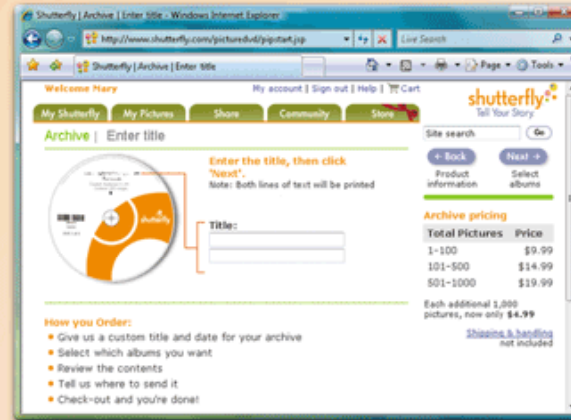 Shutterfly | Archive | Enter title - Windows Internet Explorer
http://www.shutterfly.com/picturedvd/pipstart.jsp
Live Search
Shutterfly | Archive | Enter title
Page
Tools
Welcome Mary
My account | Sign out | Help | Cart
shutterfly
Tell Your Story
My Shutterfly
My Pictures
Share
Community
Store
Archive | Enter title
Site search
Go
Back
Next
Product information
Select albums
Enter the title, then click
'Next'.
Note: Both lines of text will be printed
Title:
shutterfly
Archive pricing
Total Pictures Price
1-100 $9.99
101-500 $14.99
501-1000 $19.99
Each additional 1,000
pictures, now only $4.99
Shipping & handling
not included
How you Order:
Give us a custom title and date for your archive
Select which albums you want
Review the contents
Tell us where to send it
Check-out and you're done!